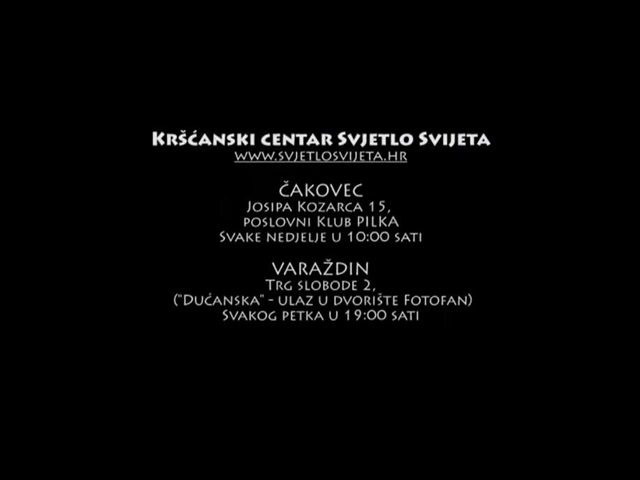 Kršćanski centar Svjetlo Svijeta
www.svjetlosvijeta.hr
ČAKOVEC
Josipa Kozarca 15,
poslovni Klub PILKA
Svake nedjelje u 10:00 sati
VARAŽDIN
Trg slobode 2,
("Dućanska" - ulaz u dvorište Fotofan)
Svakog petka u 19:00 sati